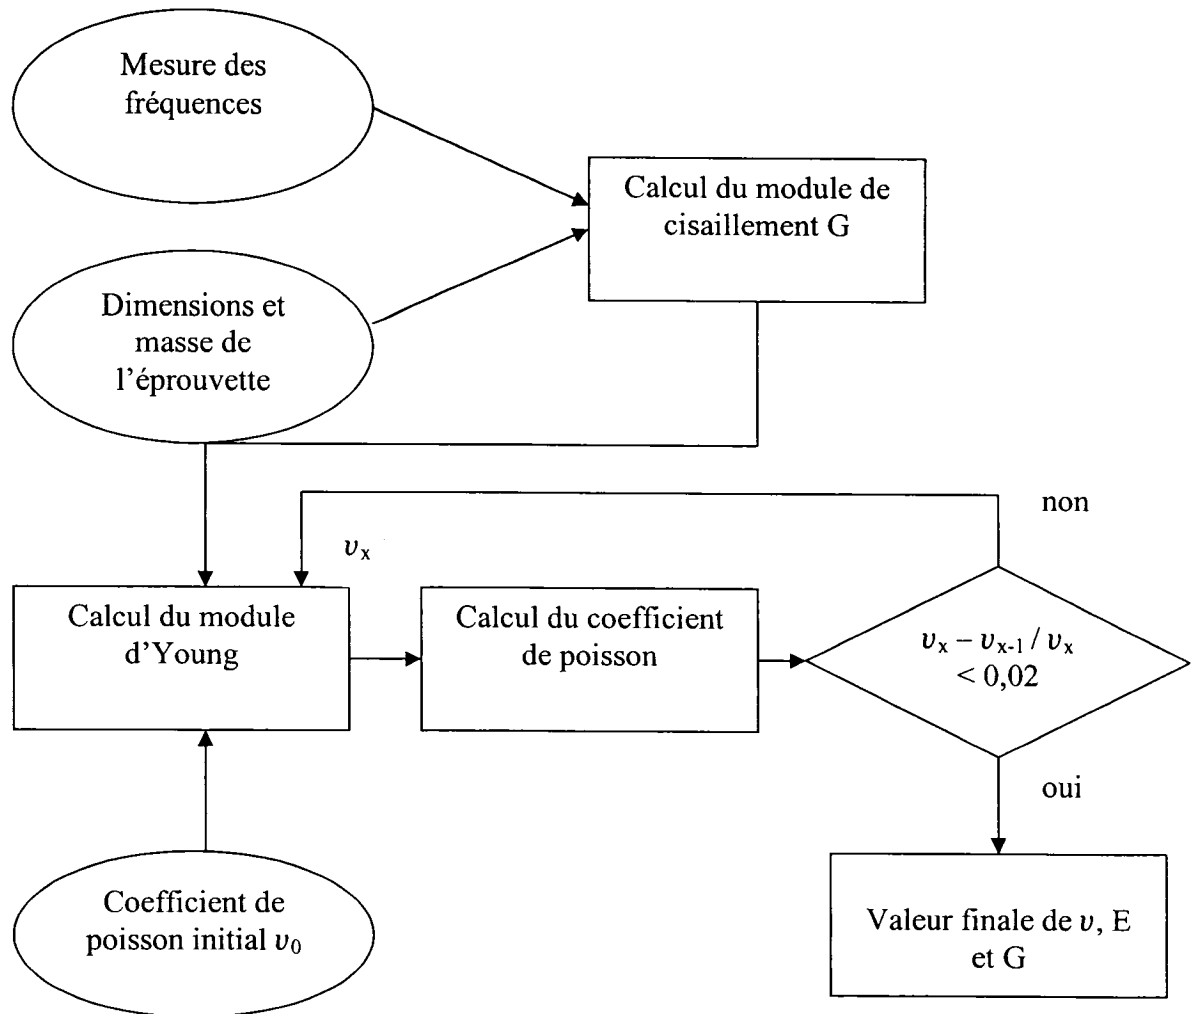 Mesure des
fréquences
Calcul du module de
cisaillement G
Dimensions et
masse de
l'éprouvette
non
υx
Calcul du module
d'Young
Calcul du coefficient
de poisson
υx – υx-1 / υx
< 0,02
oui
Coefficient de
poisson initial υ0
Valeur finale de υ, E
et G